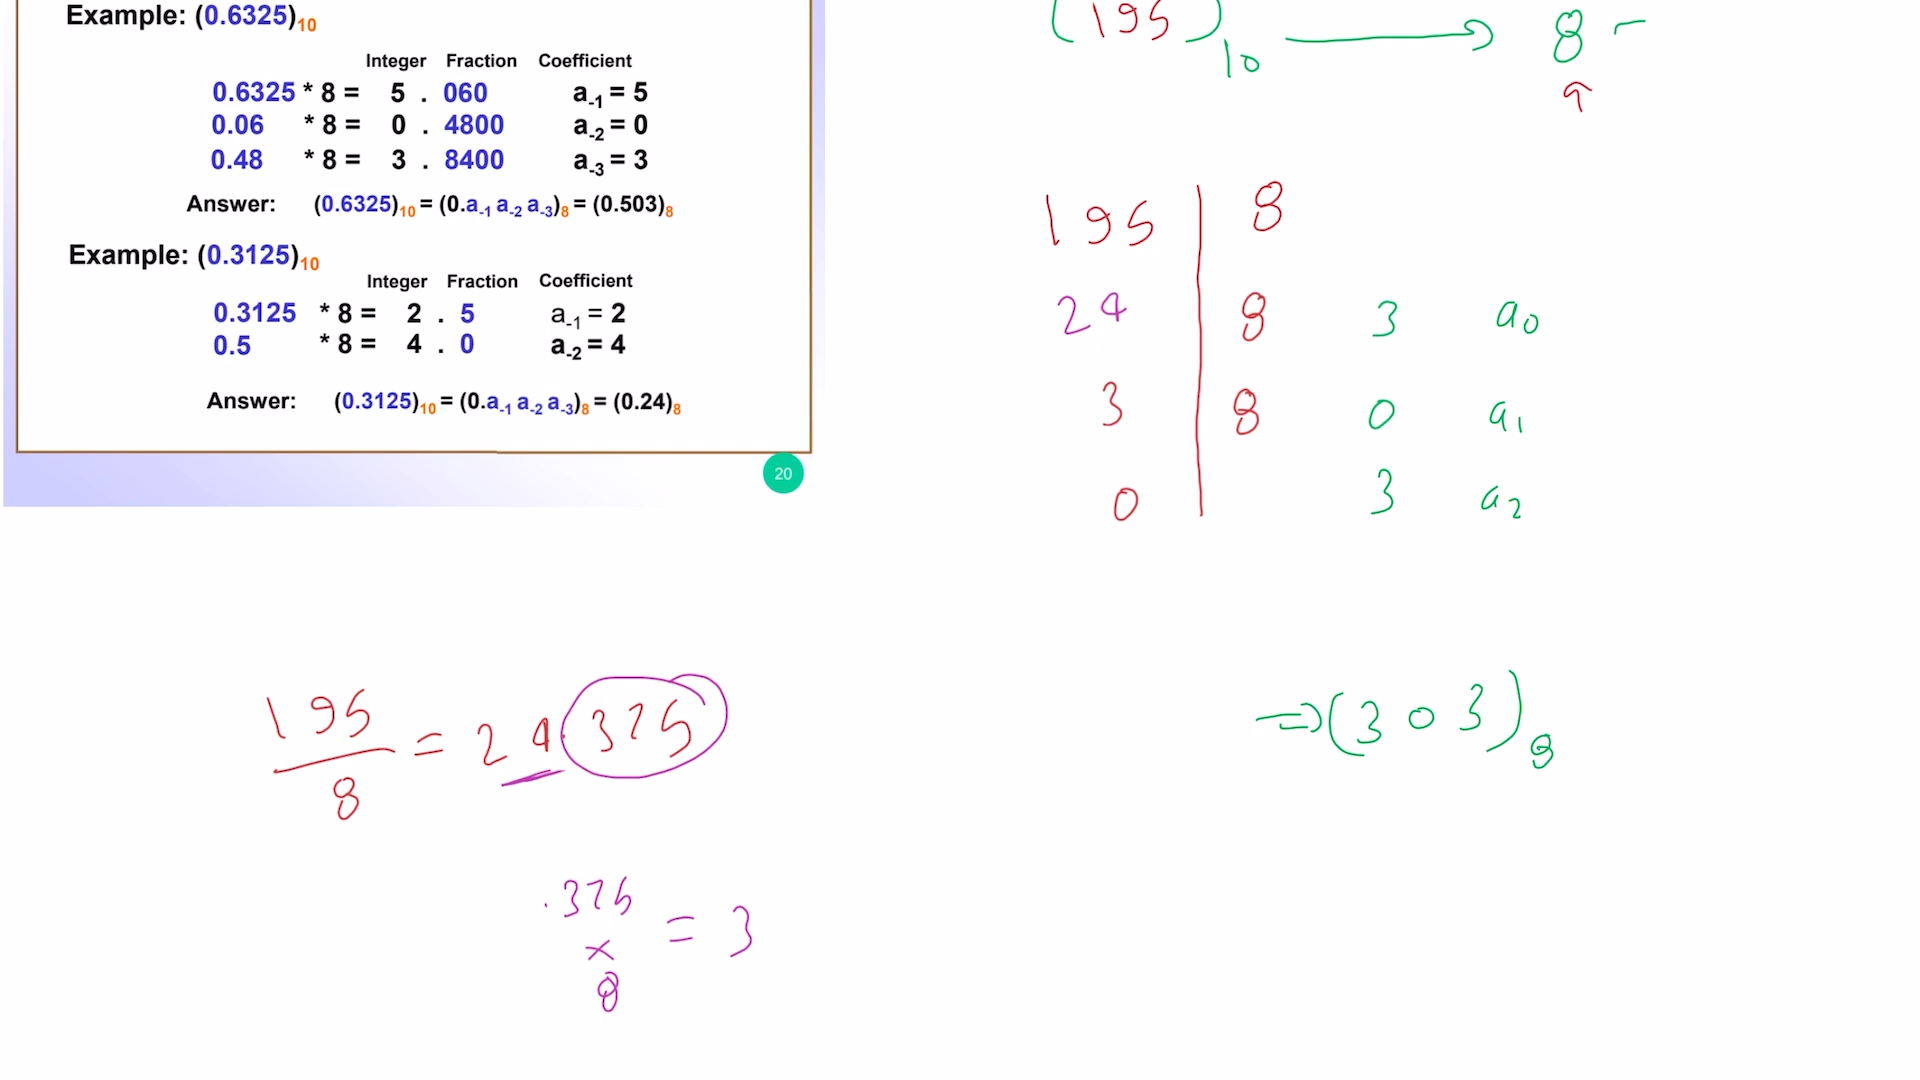 Example: (0.6325)10
Integer Fraction Coefficient
0.6325 * 8 = 5 . 060 a-1 = 5
0.06 * 8 = 0 . 4800 a-2 = 0
0.48 * 8 = 3 . 8400 a-3 = 3
Answer: (0.6325)10 = (0.a-1 a-2 a-3)8 = (0.503)8
Example: (0.3125)10
Integer Fraction Coefficient
0.3125 * 8 = 2 . 5 a-1 = 2
0.5 * 8 = 4 . 0 a-2 = 4
Answer: (0.3125)10 = (0.a-1 a-2 a-3)8 = (0.24)8
20
(195)10 → 8 -
195 | 8
24 | 8 3 a0
3 | 8 0 a1
0 | 3 a2
195
8
= 24.375
⇒ (303)8
.375
×
8
= 3